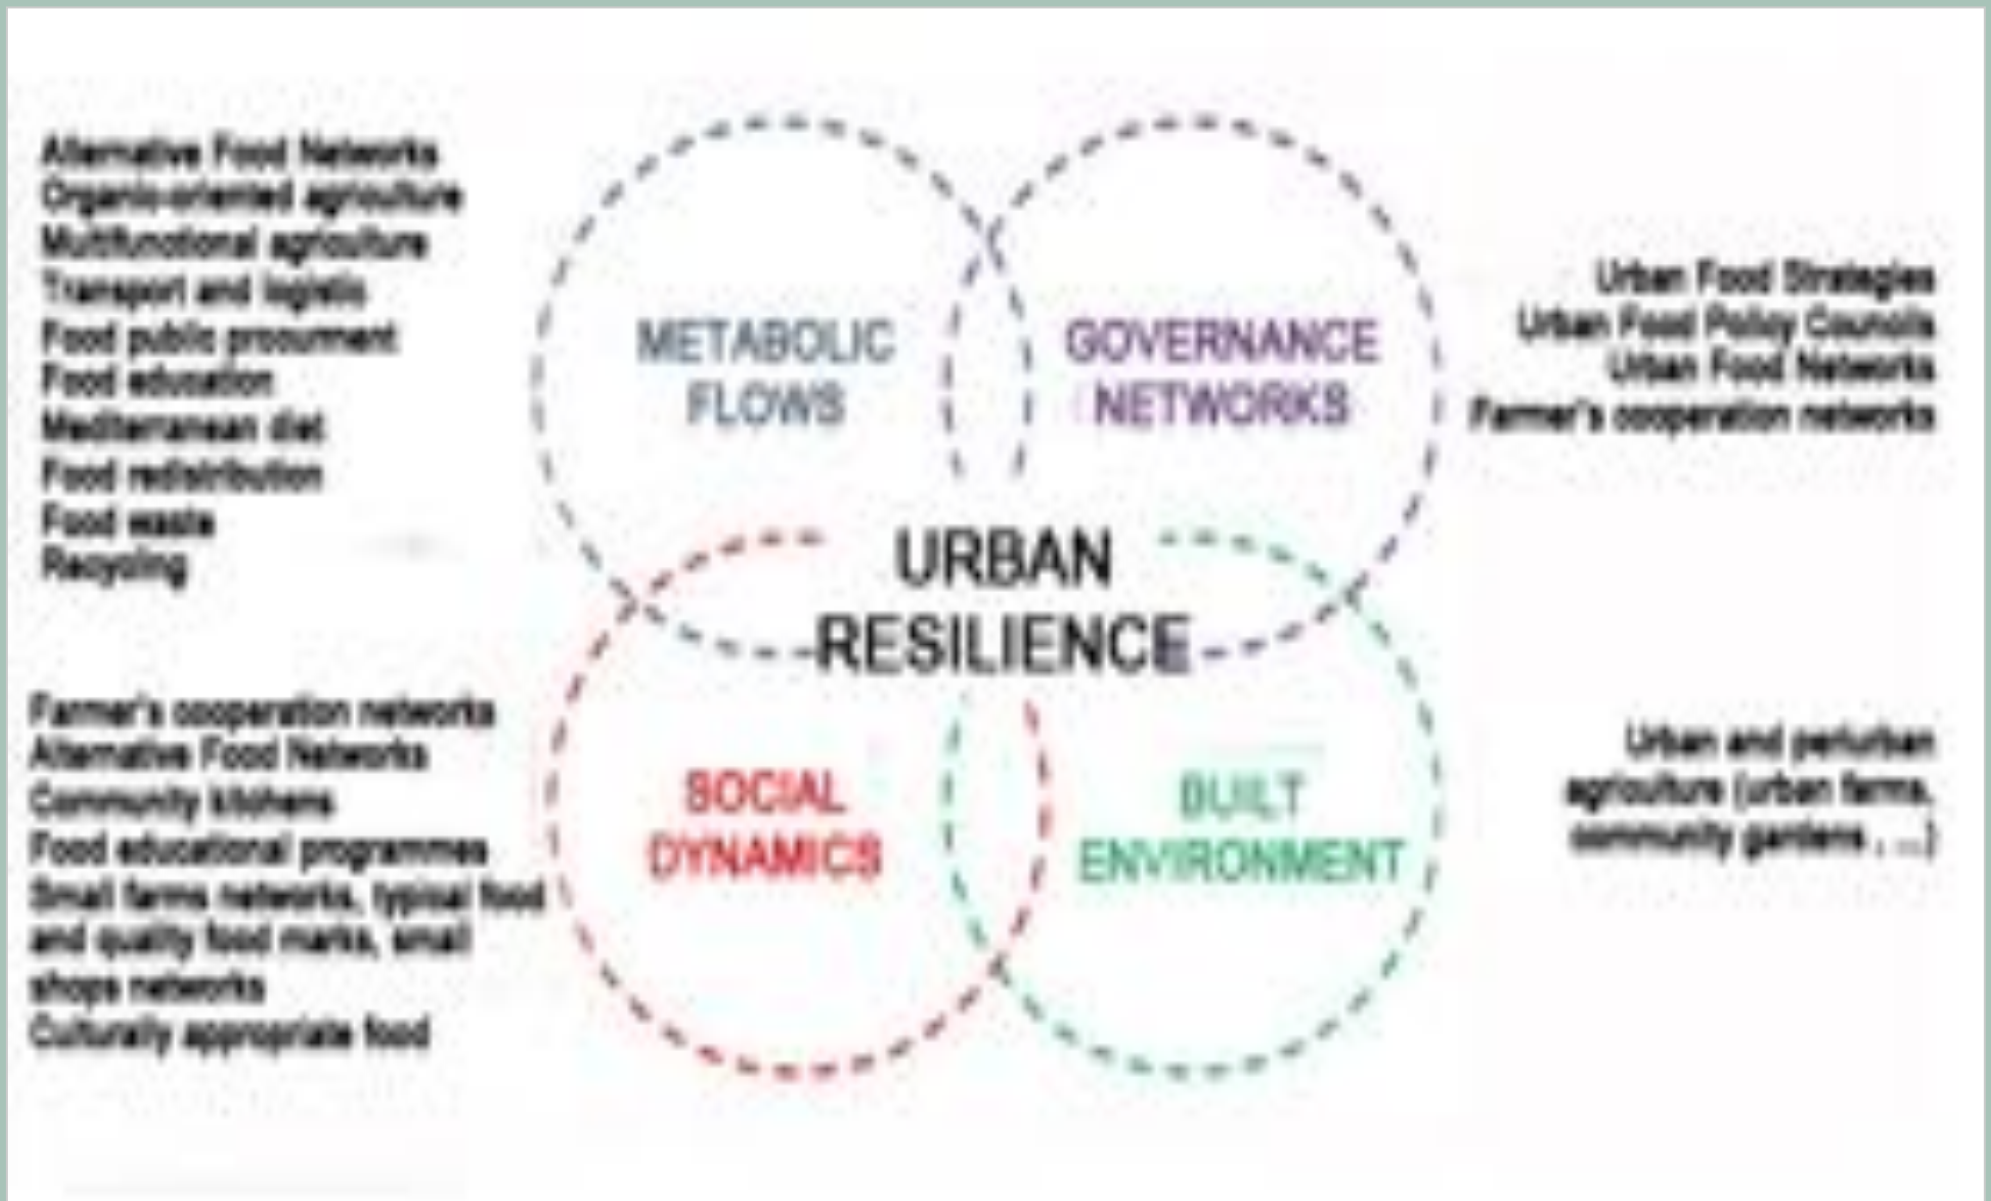 Alternative Food Networks
Organic-oriented agriculture
Multifunctional agriculture
Transport and logistic
Food public procurment
Food education
Mediterranean diet
Food redistribution
Food waste
Recycling
METABOLIC
FLOWS
GOVERNANCE
NETWORKS
Urban Food Strategies
Urban Food Policy Councils
Urban Food Networks
Farmer's cooperation networks
URBAN
RESILIENCE
Farmer's cooperation networks
Alternative Food Networks
Community kitchens
Food educational programmes
Small farms networks, typical food
and quality food marks, small
shops networks
Culturally appropriate food
SOCIAL
DYNAMICS
BUILT
ENVIRONMENT
Urban and periurban
agriculture (urban farms,
community gardens , ...)